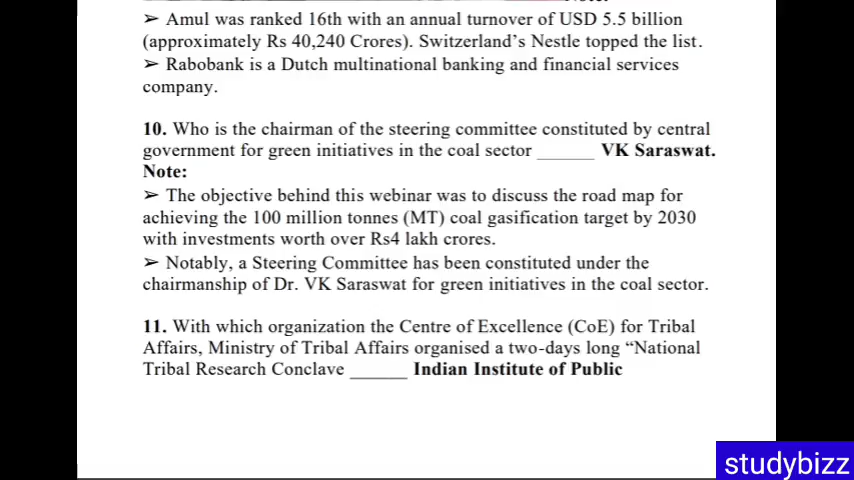 ➢ Amul was ranked 16th with an annual turnover of USD 5.5 billion
(approximately Rs 40,240 Crores). Switzerland's Nestle topped the list.
➢ Rabobank is a Dutch multinational banking and financial services
company.
10. Who is the chairman of the steering committee constituted by central
government for green initiatives in the coal sector ______ VK Saraswat.
Note:
➢ The objective behind this webinar was to discuss the road map for
achieving the 100 million tonnes (MT) coal gasification target by 2030
with investments worth over Rs4 lakh crores.
➢ Notably, a Steering Committee has been constituted under the
chairmanship of Dr. VK Saraswat for green initiatives in the coal sector.
11. With which organization the Centre of Excellence (CoE) for Tribal
Affairs, Ministry of Tribal Affairs organised a two-days long “National
Tribal Research Conclave ______ Indian Institute of Public
studybizz